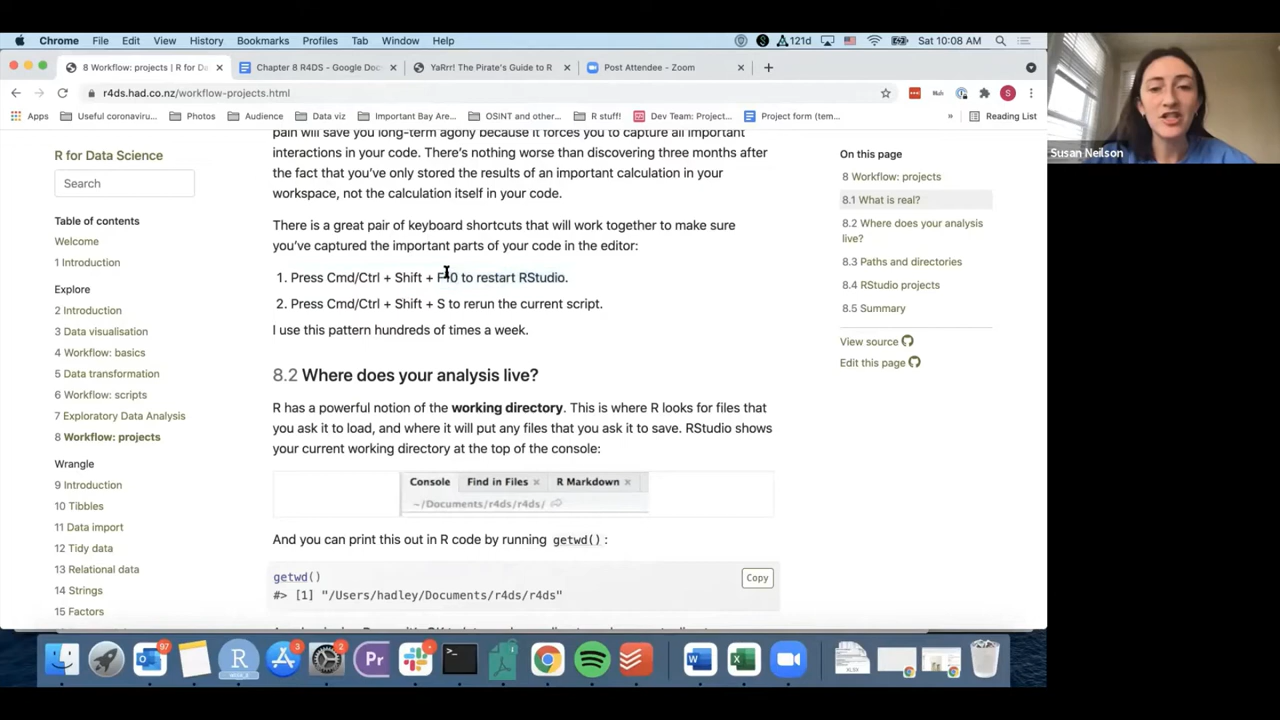 Chrome File Edit View History Bookmarks Profiles Tab Window Help 121d Sat 10:08 AM
8 Workflow: projects | R for Da Chapter 8 R4DS - Google Doc YaRrr! The Pirate's Guide to R Post Attendee - Zoom
r4ds.had.co.nz/workflow-projects.html
Apps Useful coronaviru... Photos Audience Data viz Important Bay Are... OSINT and other... R stuff! Dev Team: Project... Project form (tem... » Reading List
Susan Neilson
R for Data Science
Search
Table of contents
Welcome
1 Introduction
Explore
2 Introduction
3 Data visualisation
4 Workflow: basics
5 Data transformation
6 Workflow: scripts
7 Exploratory Data Analysis
8 Workflow: projects
Wrangle
9 Introduction
10 Tibbles
11 Data import
12 Tidy data
13 Relational data
14 Strings
15 Factors
pain will save you long-term agony because it forces you to capture all important
interactions in your code. There's nothing worse than discovering three months after
the fact that you've only stored the results of an important calculation in your
workspace, not the calculation itself in your code.
There is a great pair of keyboard shortcuts that will work together to make sure
you've captured the important parts of your code in the editor:
1. Press Cmd/Ctrl + Shift + F10 to restart RStudio.
2. Press Cmd/Ctrl + Shift + S to rerun the current script.
I use this pattern hundreds of times a week.
8.2 Where does your analysis live?
R has a powerful notion of the working directory. This is where R looks for files that
you ask it to load, and where it will put any files that you ask it to save. RStudio shows
your current working directory at the top of the console:
Console Find in Files R Markdown
~/Documents/r4ds/r4ds/
And you can print this out in R code by running getwd() :
getwd()
#> [1] "/Users/hadley/Documents/r4ds/r4ds"
Copy
On this page
8 Workflow: projects
8.1 What is real?
8.2 Where does your analysis
live?
8.3 Paths and directories
8.4 RStudio projects
8.5 Summary
View source
Edit this page
97
R
3
2
Pr
W
X